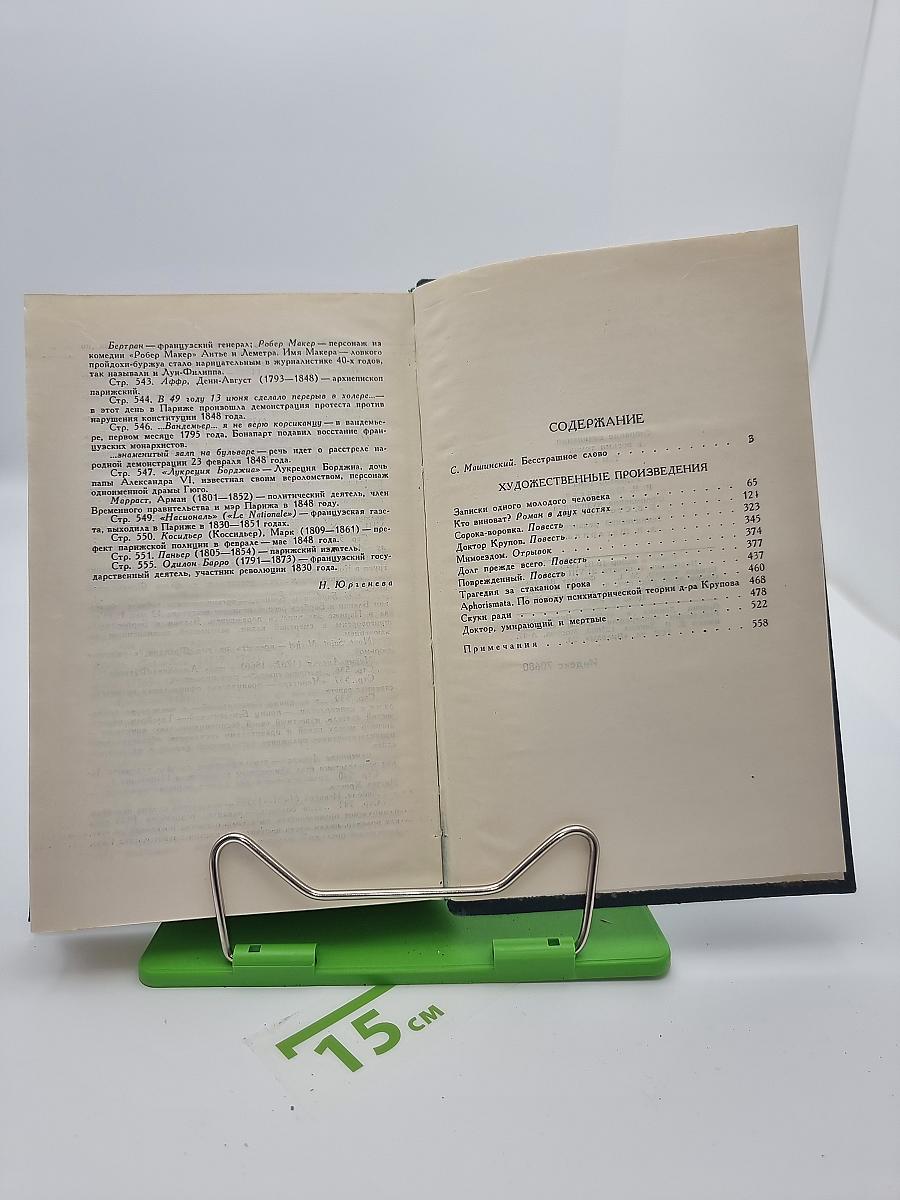 Бертран — французский генерал; Робер Макер — персонаж из
комедии «Робер Макер» Антье и Леметра. Имя Макера — ловкого
пройдохи-буржуа стало нарицательным в журналистике 40-х годов,
так называли и Луи-Филиппа.
Стр. 543. Аффр, Дени-Август (1793—1848) — архиепископ
парижский.
Стр. 544. В 49 году 13 июня сделало перерыв в холере...—
в этот день в Париже произошла демонстрация протеста против
нарушения конституции 1848 года.
Стр. 546. ...Вандемьер... я не верю корсиканцу — в вандемье-
ре, первом месяце 1795 года, Бонапарт подавил восстание фран-
цузских монархистов.
...знаменитый залп на бульваре — речь идет о расстреле на-
родной демонстрации 23 февраля 1848 года.
Стр. 547. «Лукреция Борджиа» — Лукреция Борджиа, дочь
папы Александра VI, известная своим вероломством, персонаж
одноименной драмы Гюго.
Марраст, Арман (1801—1852) — политический деятель, член
Временного правительства и мэр Парижа в 1848 году.
Стр. 549. «Насиональ» («Le Nationale») — французская газе-
та, выходила в Париже в 1830—1851 годах.
Стр. 550. Косидьер (Коссидьер), Марк (1809—1861) — пре-
фект парижской полиции в феврале — мае 1848 года.
Стр. 551. Паньер (1805—1854) — парижский издатель.
Стр. 555. Одилон Барро (1791—1873) — французский госу-
дарственный деятель, участник революции 1830 года.
Н. Юргенева
СОДЕРЖАНИЕ
С. Машинский. Бесстрашное слово . . . . . . . . . 3
ХУДОЖЕСТВЕННЫЕ ПРОИЗВЕДЕНИЯ
Записки одного молодого человека . . . . . . . . . 65
Кто виноват? Роман в двух частях . . . . . . . . . 121
Сорока-воровка. Повесть . . . . . . . . . 323
Доктор Крупов. Повесть . . . . . . . . . 345
Мимоездом. Отрывок . . . . . . . . . 374
Долг прежде всего. Повесть . . . . . . . . . 377
Поврежденный. Повесть . . . . . . . . . 437
Трагедия за стаканом грока . . . . . . . . . 460
Aphorismata. По поводу психиатрической теории д-ра Крупова 468
Скуки ради . . . . . . . . . 478
Доктор, умирающий и мертвые . . . . . . . . . 522
Примечания . . . . . . . . . 558
15 см